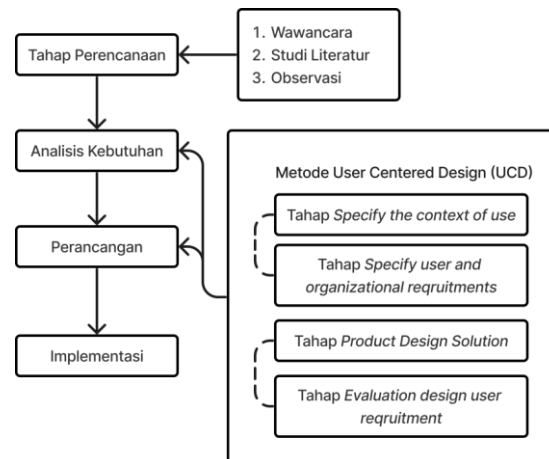 Tahap Perencanaan
1. Wawancara
2. Studi Literatur
3. Observasi
Analisis Kebutuhan
Perancangan
Implementasi
Metode User Centered Design (UCD)
Tahap Specify the context of use
Tahap Specify user and
organizational reqruitments
Tahap Product Design Solution
Tahap Evaluation design user
reqruitment